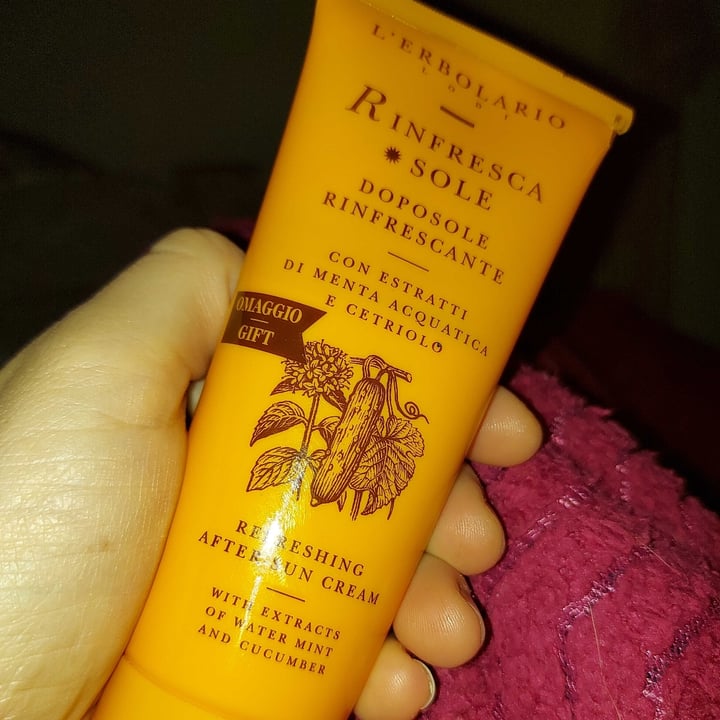 L'ERBOLARIO
LODI
RINFRESCA
SOLE
DOPOSOLE
RINFRESCANTE
CON ESTRATTI
DI MENTA ACQUATICA
E CETRIOLO
OMAGGIO
GIFT
REFRESHING
AFTER-SUN CREAM
WITH EXTRACTS
OF WATER MINT
AND CUCUMBER